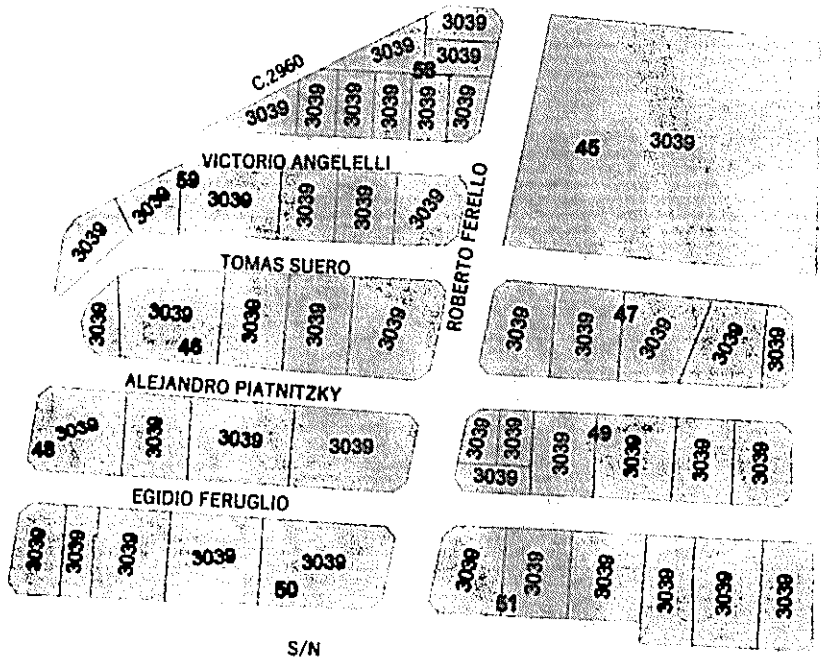 3039
3039
58
C.2960
3039 3039 3039 3039 3039 3039
45 3039
VICTORIO ANGELELLI
59
3039 3039 3039 3039 3039 3039
ROBERTO FERELLO
TOMAS SUERO
3039 3039 3039 3039 3039
46
47
3039 3039 3039 3039 3039
ALEJANDRO PIATNITZKY
48
3039 3039 3039 3039
49
3039 3039 3039 3039 3039 3039
3039
EGIDIO FERUGLIO
3039 3039 3039 3039 3039
50
3039 3039 3039 3039 3039 3039
51
S/N